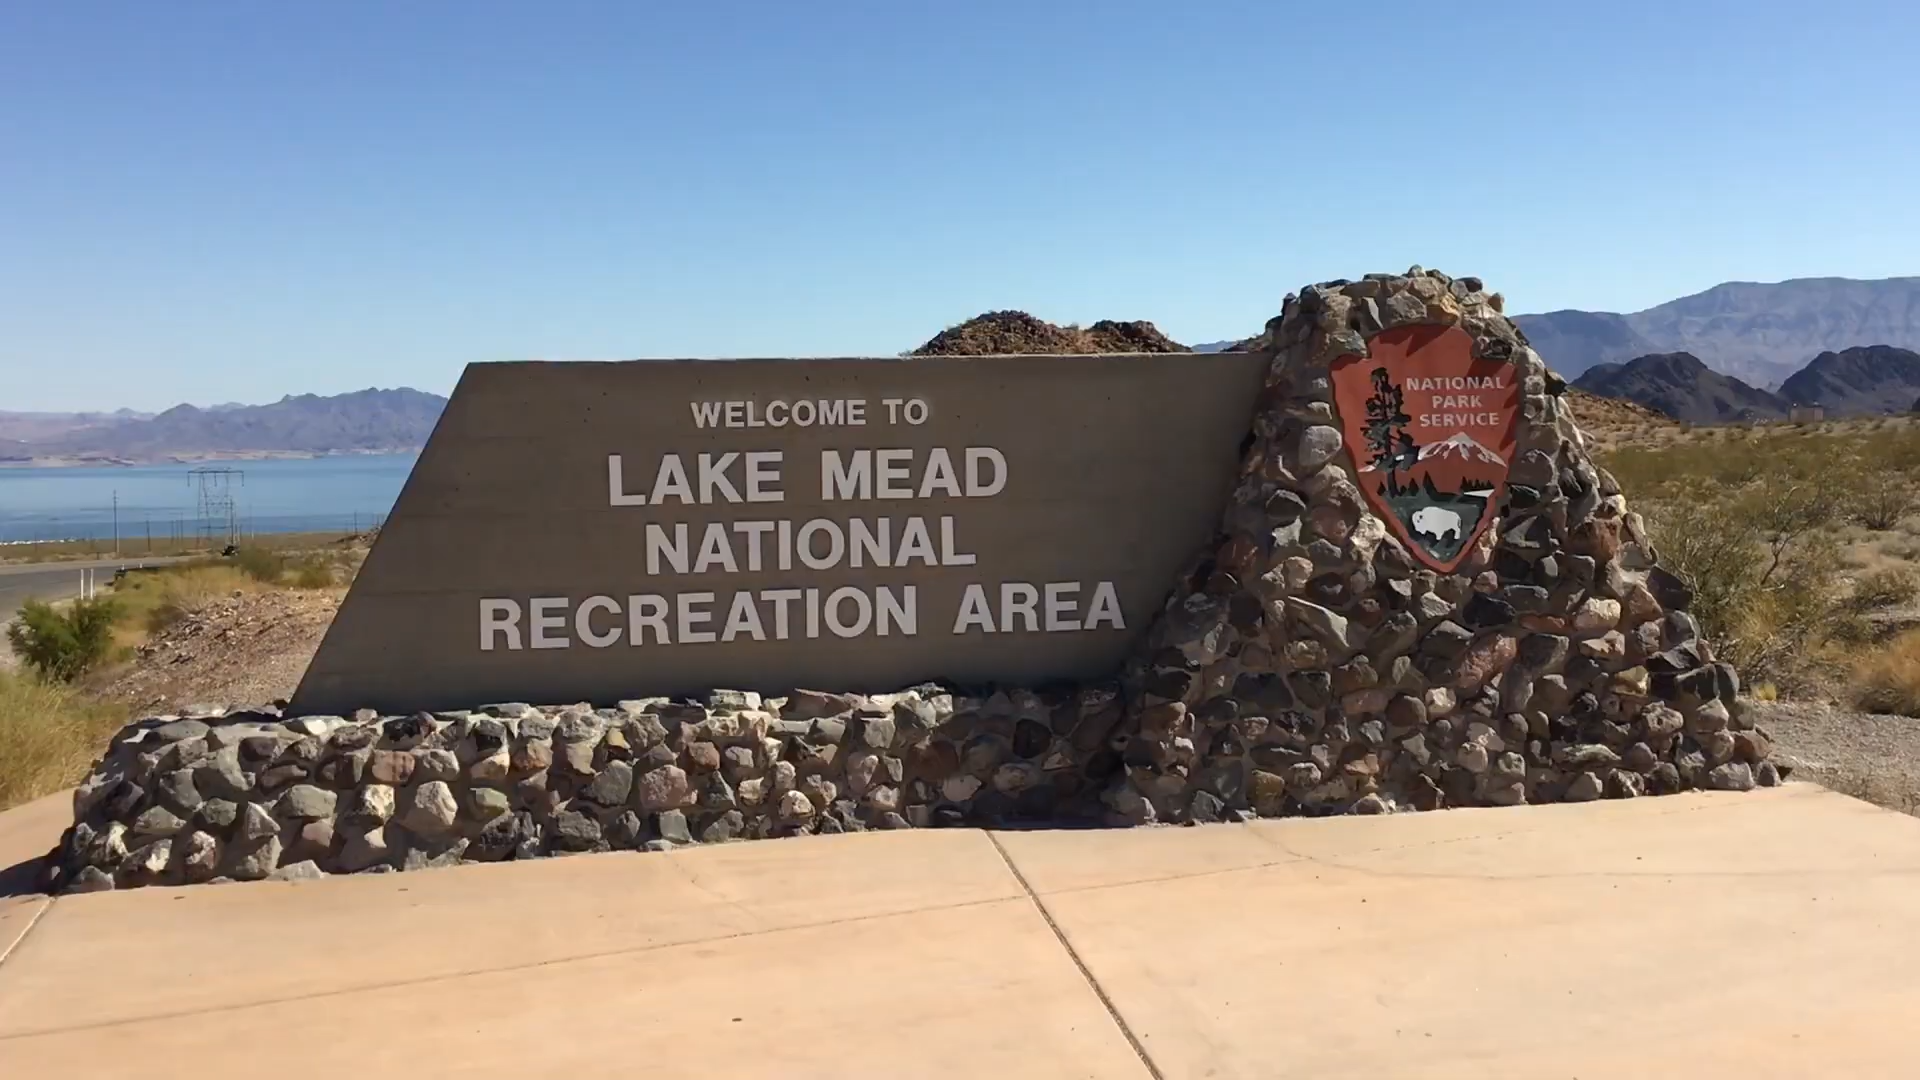 WELCOME TO
LAKE MEAD
NATIONAL
RECREATION AREA
NATIONAL
PARK
SERVICE